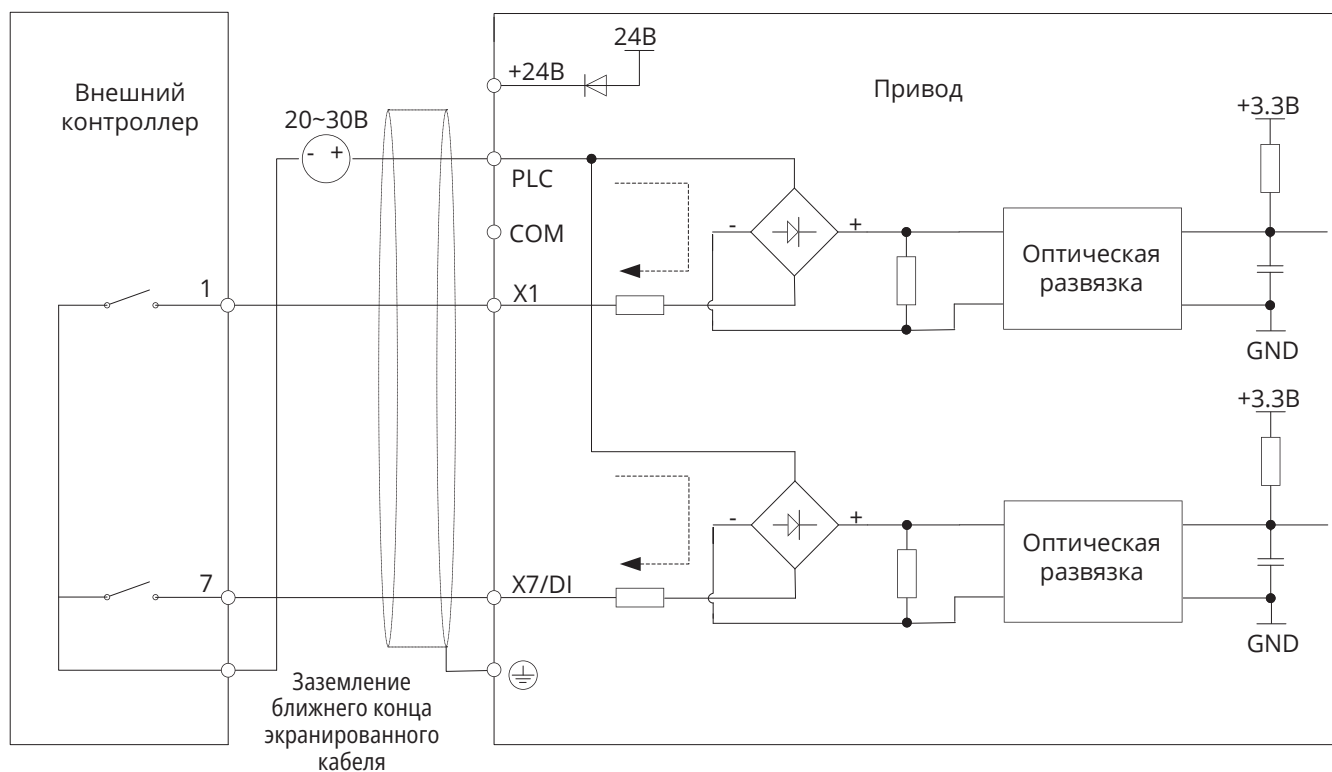 24В
+24В
Привод
Внешний
контроллер
20~30В
- +
+3.3В
PLC
COM
- +
Оптическая
развязка
1
X1
GND
+3.3В
- +
Оптическая
развязка
7
X7/DI
GND
Заземление
ближнего конца
экранированного
кабеля